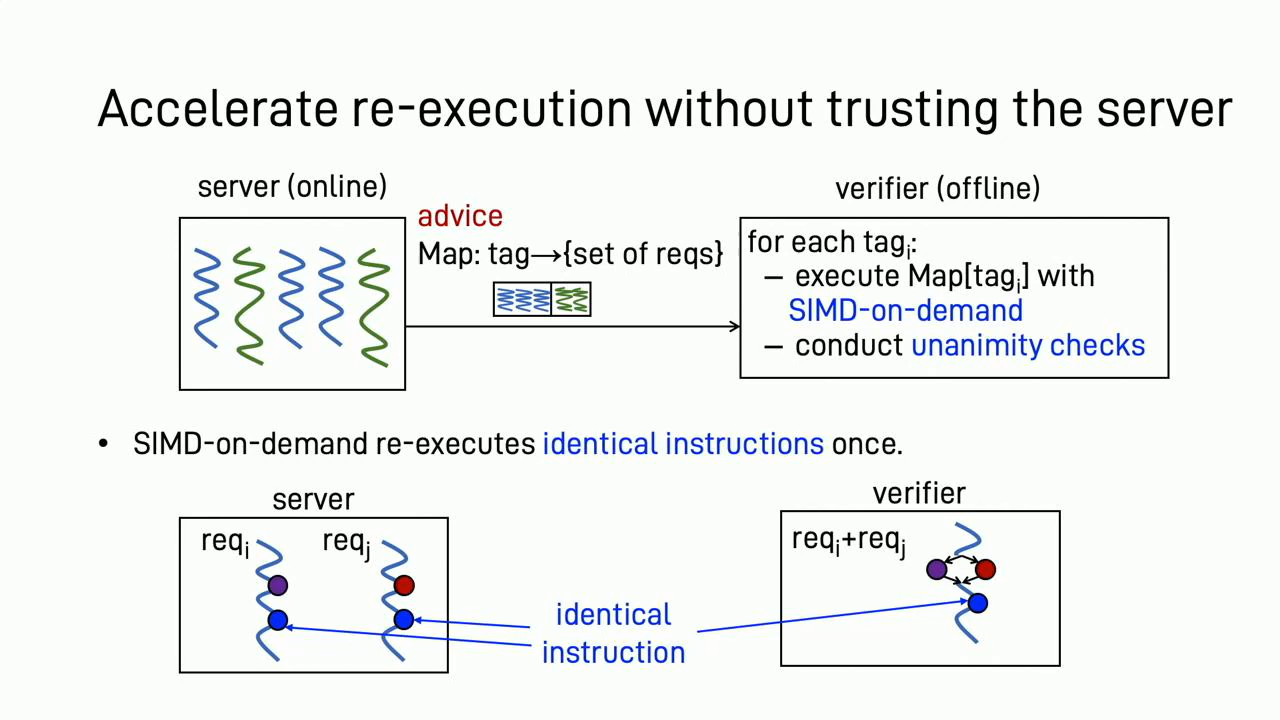 Accelerate re-execution without trusting the server
server (online)
advice
Map: tag→{set of reqs}
verifier (offline)
for each tagᵢ:
– execute Map[tagᵢ] with
SIMD-on-demand
– conduct unanimity checks
• SIMD-on-demand re-executes identical instructions once.
server
reqᵢ
reqⱼ
identical
instruction
verifier
reqᵢ+reqⱼ